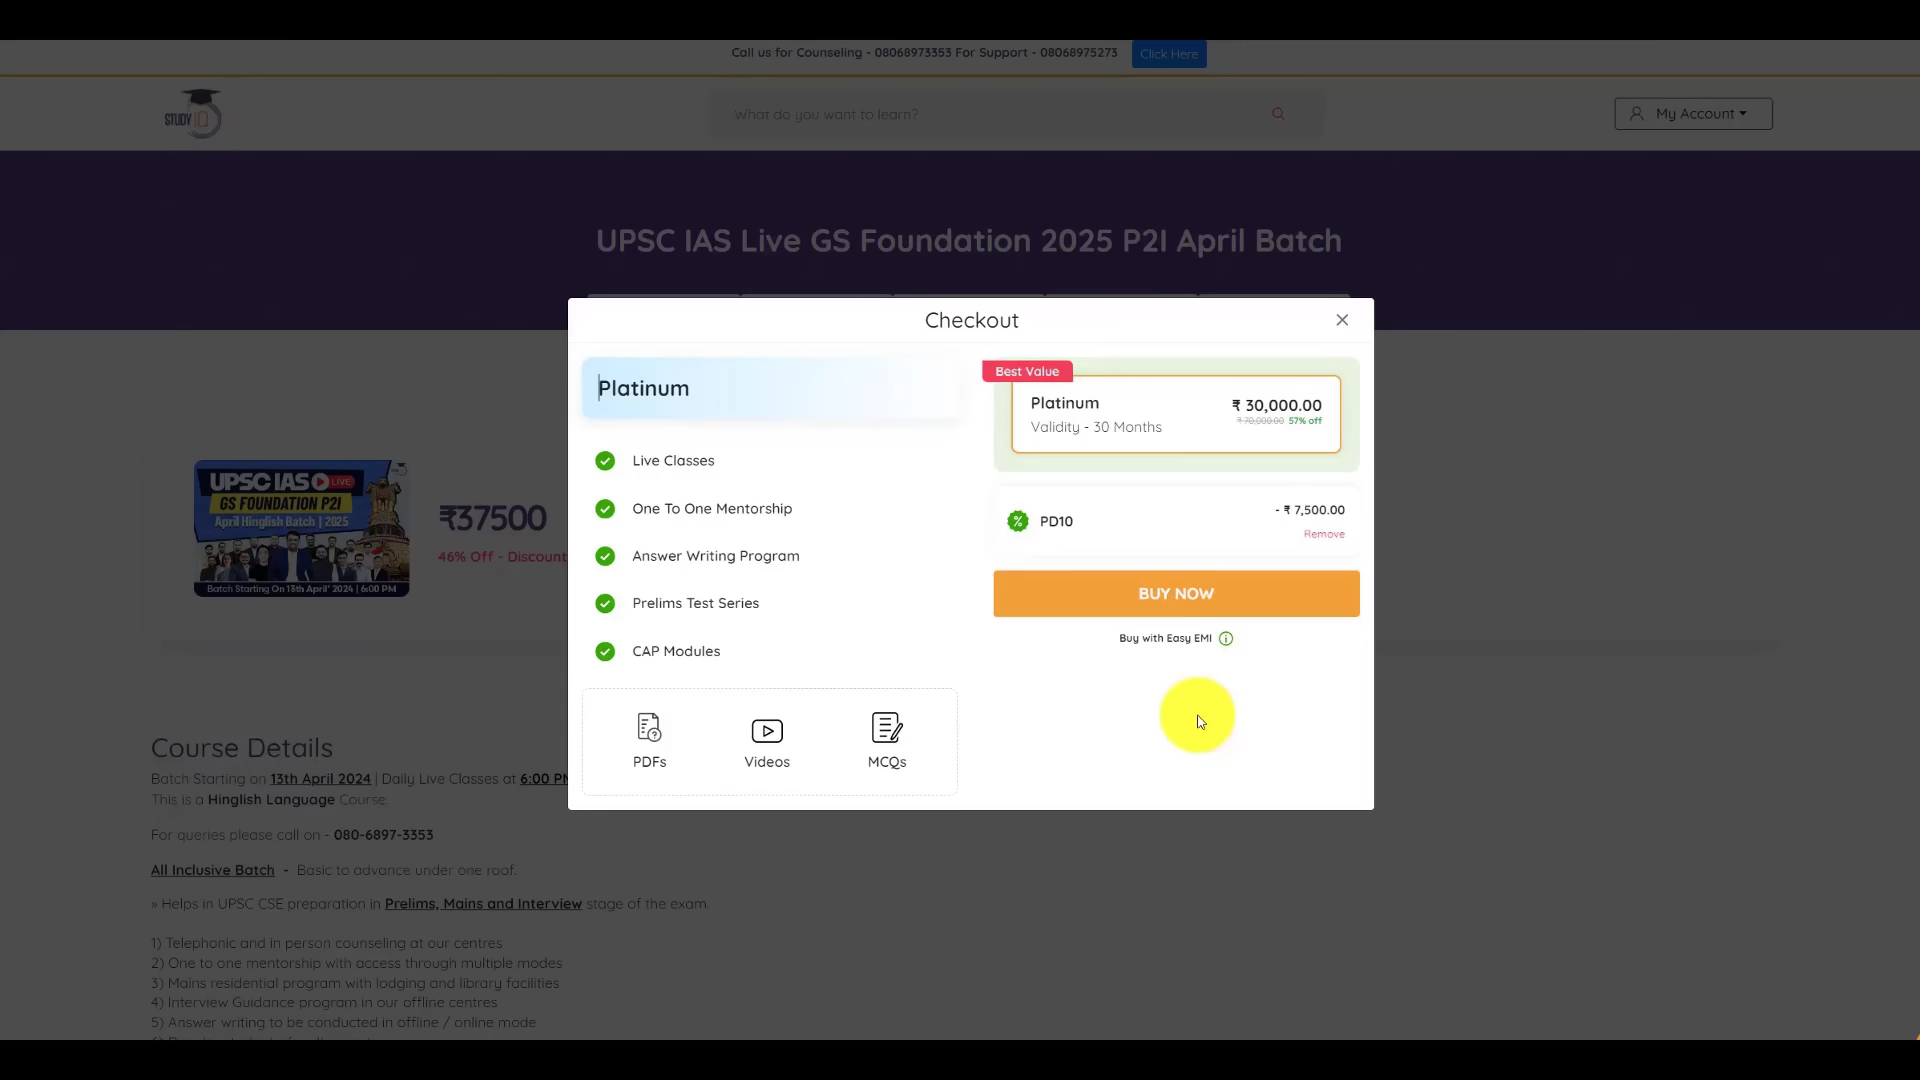 Call us for Counseling - 08068973353 For Support - 08068975273 Click Here
STUDY IQ
What do you want to learn?
My Account
UPSC IAS Live GS Foundation 2025 P2I April Batch
Checkout
Platinum
Live Classes
One To One Mentorship
Answer Writing Program
Prelims Test Series
CAP Modules
PDFs
Videos
MCQs
Best Value
Platinum
₹ 30,000.00
₹ 70,000.00 57% off
Validity - 30 Months
PD10
- ₹ 7,500.00
Remove
BUY NOW
Buy with Easy EMI
UPSC IAS LIVE
GS FOUNDATION P2I
April Hinglish Batch | 2025
Batch Starting On 13th April' 2024 | 6:00 PM
₹37500
46% Off - Discount
Course Details
Batch Starting on 13th April 2024 | Daily Live Classes at 6:00 PM
This is a Hinglish Language Course.
For queries please call on - 080-6897-3353
All Inclusive Batch - Basic to advance under one roof.
» Helps in UPSC CSE preparation in Prelims, Mains and Interview stage of the exam.
1) Telephonic and in person counseling at our centres
2) One to one mentorship with access through multiple modes
3) Mains residential program with lodging and library facilities
4) Interview Guidance program in our offline centres
5) Answer writing to be conducted in offline / online mode